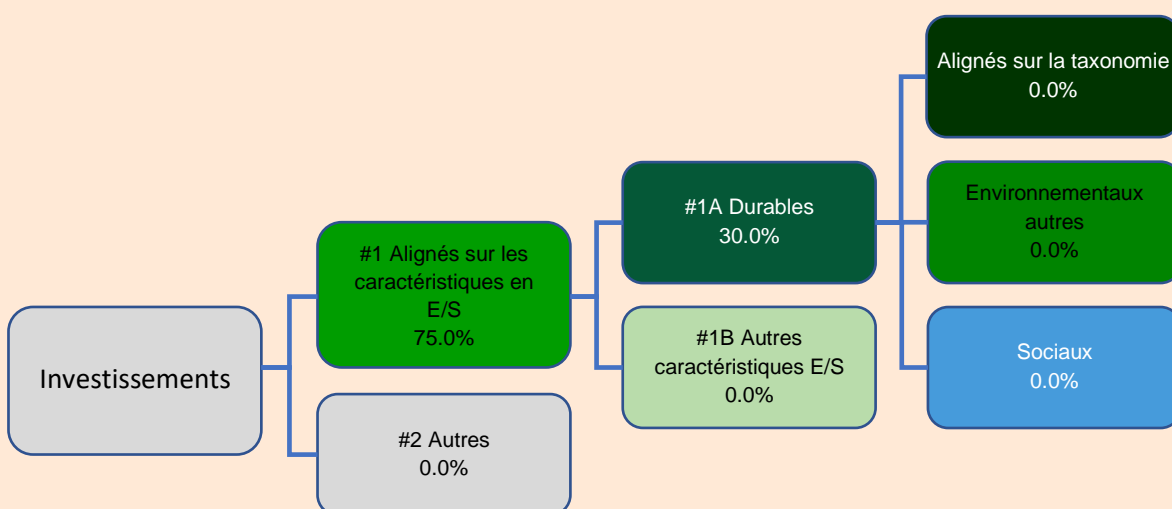 Investissements
#1 Alignés sur les
caractéristiques en
E/S
75.0%
#2 Autres
0.0%
#1A Durables
30.0%
#1B Autres
caractéristiques E/S
0.0%
Alignés sur la taxonomie
0.0%
Environnementaux
autres
0.0%
Sociaux
0.0%